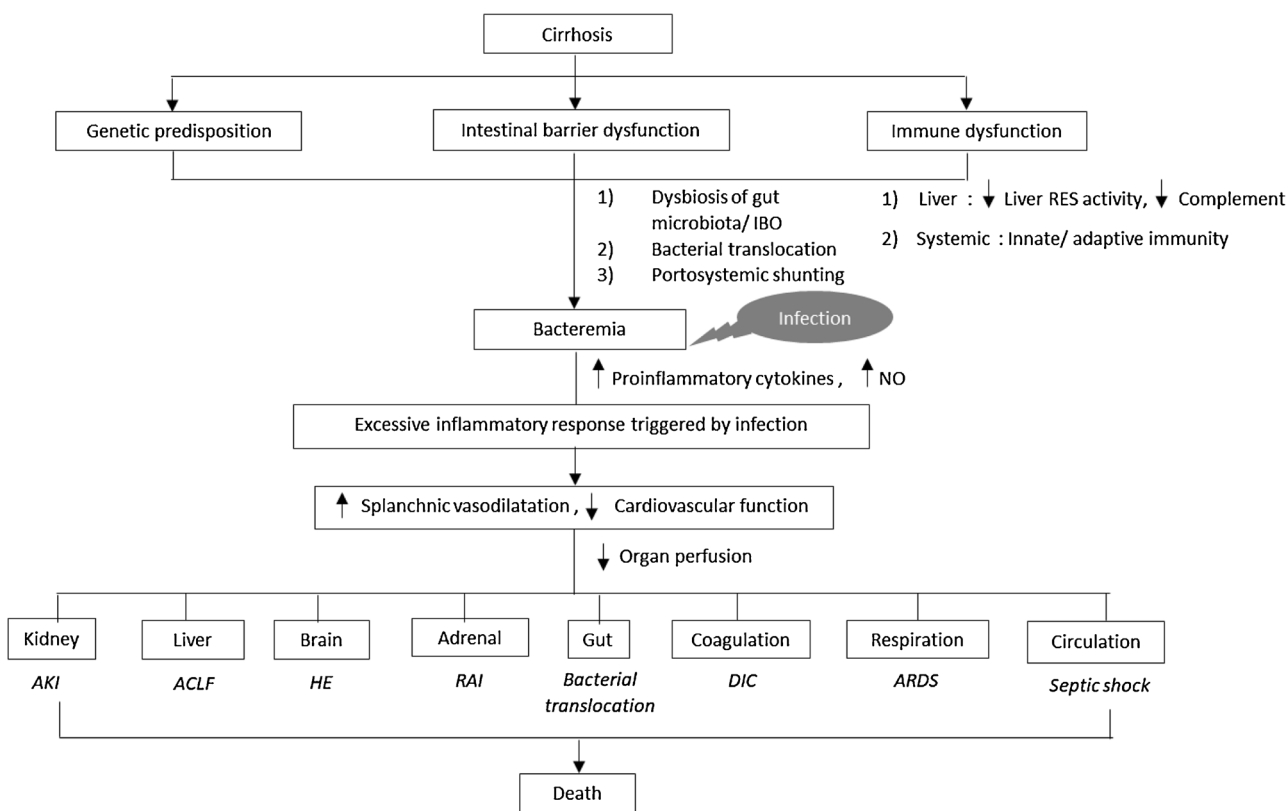 Cirrhosis
Genetic predisposition
Intestinal barrier dysfunction
Immune dysfunction
1) Dysbiosis of gut
microbiota/ IBO
2) Bacterial translocation
3) Portosystemic shunting
1) Liver : ↓ Liver RES activity, ↓ Complement
2) Systemic : Innate/ adaptive immunity
Infection
Bacteremia
↑ Proinflammatory cytokines , ↑ NO
Excessive inflammatory response triggered by infection
↑ Splanchnic vasodilatation , ↓ Cardiovascular function
↓ Organ perfusion
Kidney
Liver
Brain
Adrenal
Gut
Coagulation
Respiration
Circulation
AKI
ACLF
HE
RAI
Bacterial
translocation
DIC
ARDS
Septic shock
Death